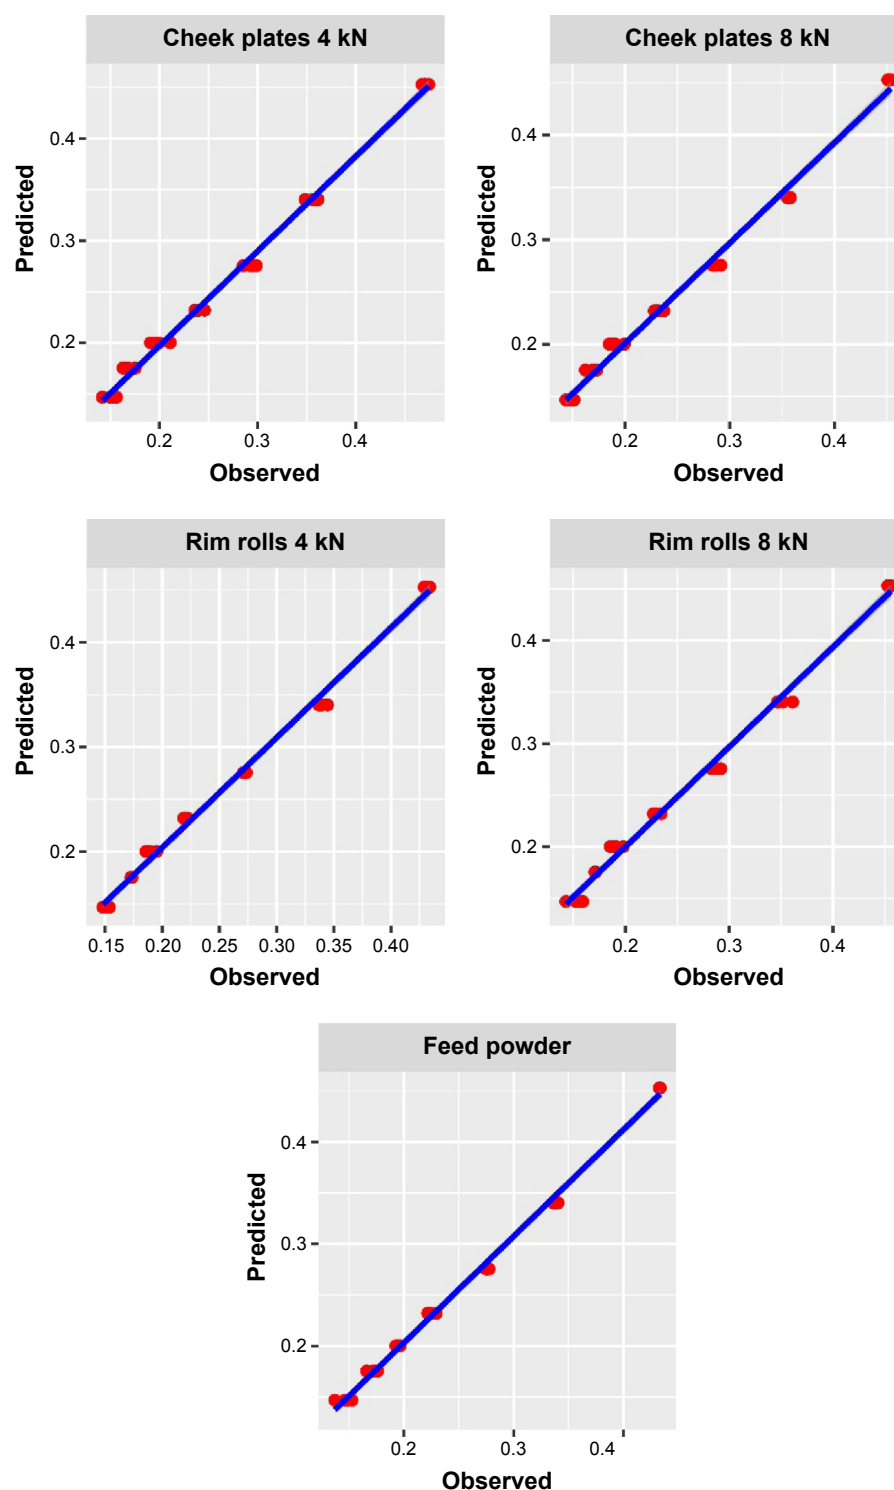 Cheek plates 4 kN
Predicted
0.4
0.3
0.2
0.2 0.3 0.4
Observed
Cheek plates 8 kN
Predicted
0.4
0.3
0.2
0.2 0.3 0.4
Observed
Rim rolls 4 kN
Predicted
0.4
0.3
0.2
0.15 0.20 0.25 0.30 0.35 0.40
Observed
Rim rolls 8 kN
Predicted
0.4
0.3
0.2
0.2 0.3 0.4
Observed
Feed powder
Predicted
0.4
0.3
0.2
0.2 0.3 0.4
Observed